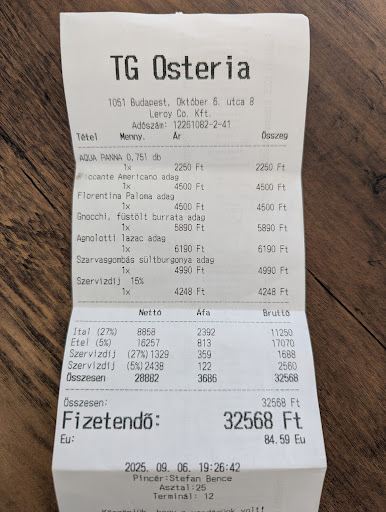 TG Osteria
1051 Budapest, Október 6. utca 8
Leroy Co. Kft.
Adószám: 12261082-2-41
Tétel Menny. Ár Összeg
AQUA PANNA 0,75l db
1x 2250 Ft 2250 Ft
Piccante Americano adag
1x 4500 Ft 4500 Ft
Florentina Paloma adag
1x 4500 Ft 4500 Ft
Gnocchi, füstölt burrata adag
1x 5890 Ft 5890 Ft
Agnolotti lazac adag
1x 6190 Ft 6190 Ft
Szarvasgombás sültburgonya adag
1x 4990 Ft 4990 Ft
Szervizdíj 15%
1x 4248 Ft 4248 Ft
Nettó Áfa Bruttó
Ital (27%) 8858 2392 11250
Étel (5%) 16257 813 17070
Szervizdíj (27%) 1329 359 1688
Szervizdíj (5%) 2438 122 2560
Összesen 28882 3686 32568
Összesen: 32568 Ft
Fizetendő: 32568 Ft
Eu: 84.59 Eu
2025. 09. 06. 19:26:42
Pincér: Stefan Bence
Asztal: 25
Terminál: 12